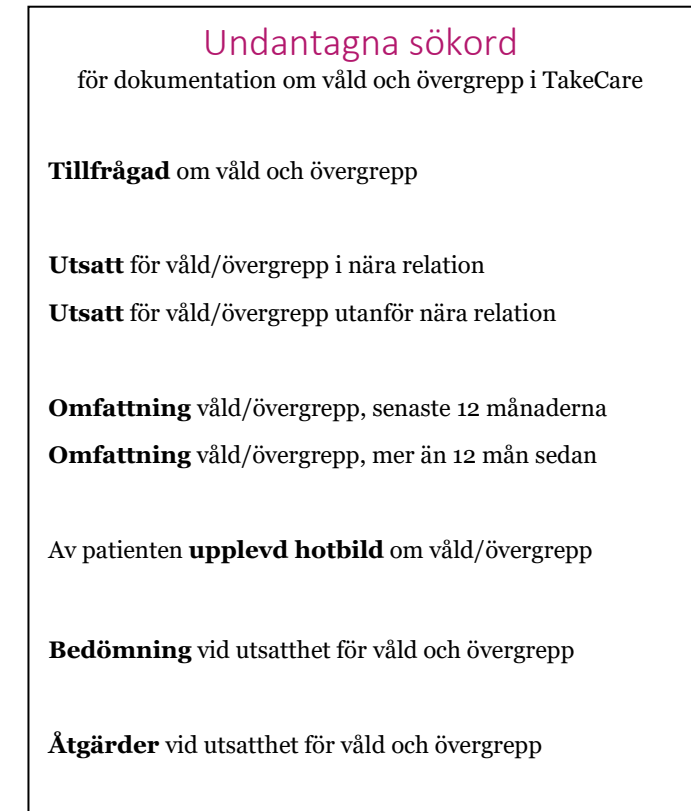 Undantagna sökord
för dokumentation om våld och övergrepp i TakeCare
Tillfrågad om våld och övergrepp
Utsatt för våld/övergrepp i nära relation
Utsatt för våld/övergrepp utanför nära relation
Omfattning våld/övergrepp, senaste 12 månaderna
Omfattning våld/övergrepp, mer än 12 mån sedan
Av patienten upplevd hotbild om våld/övergrepp
Bedömning vid utsatthet för våld och övergrepp
Åtgärder vid utsatthet för våld och övergrepp